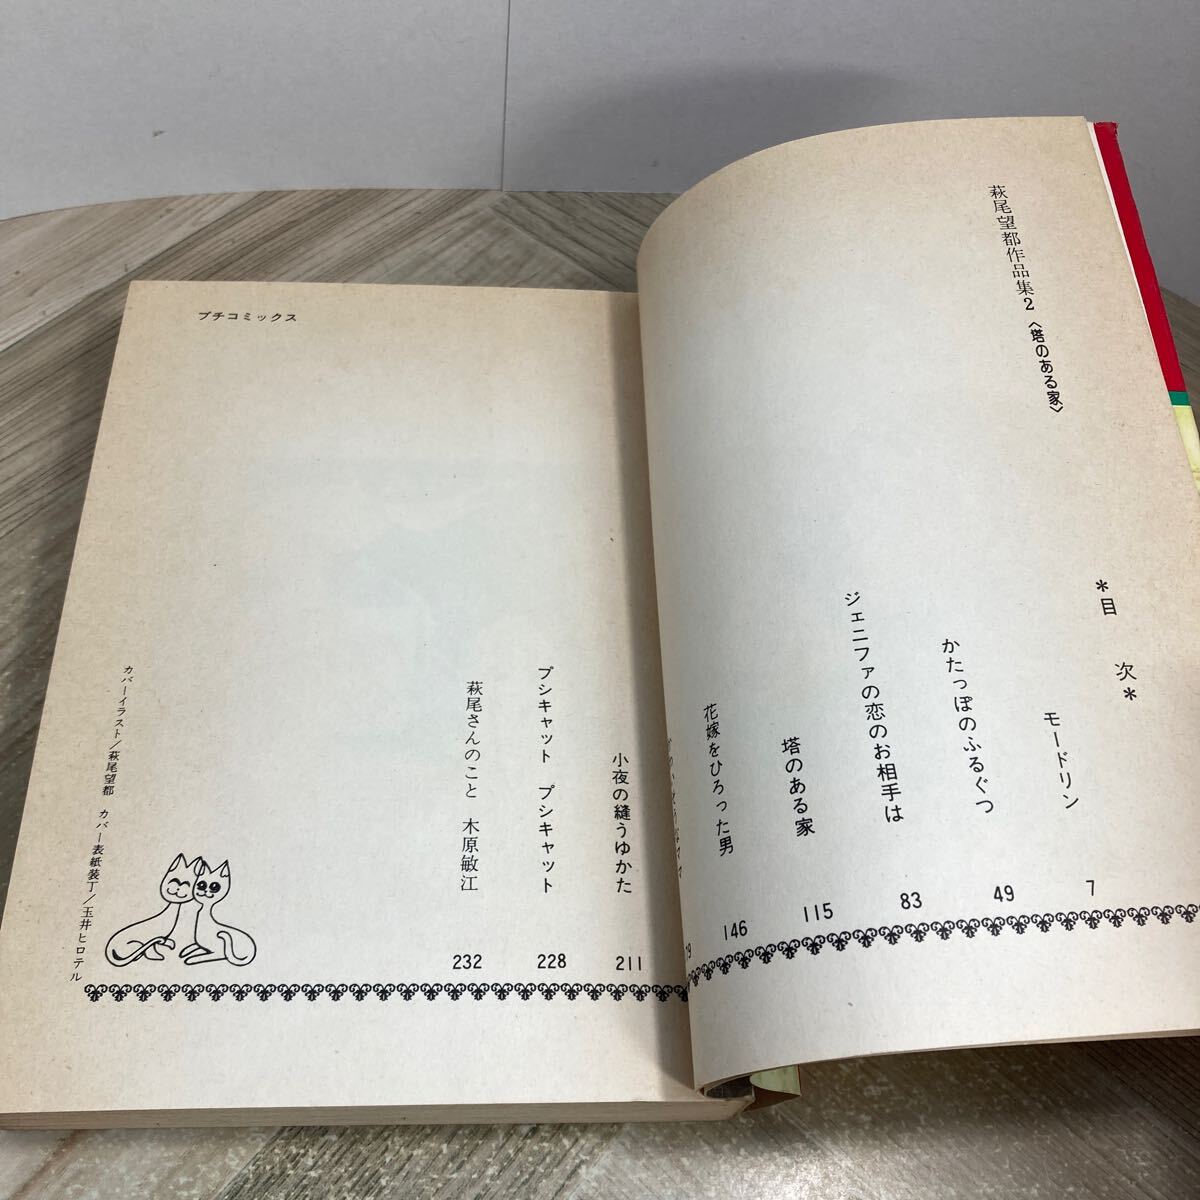 萩尾望都作品集2〈塔のある家〉
*目次*
モードリン
7
かたっぽのふるぐつ
49
ジェニファの恋のお相手は
83
塔のある家
115
花嫁をひろった男
146
小夜の縫うゆかた
211
プシキャット プシキャット
228
萩尾さんのこと 木原敏江
232
プチコミックス
カバーイラスト/萩尾望都 カバー表紙装丁/玉井ヒロテル